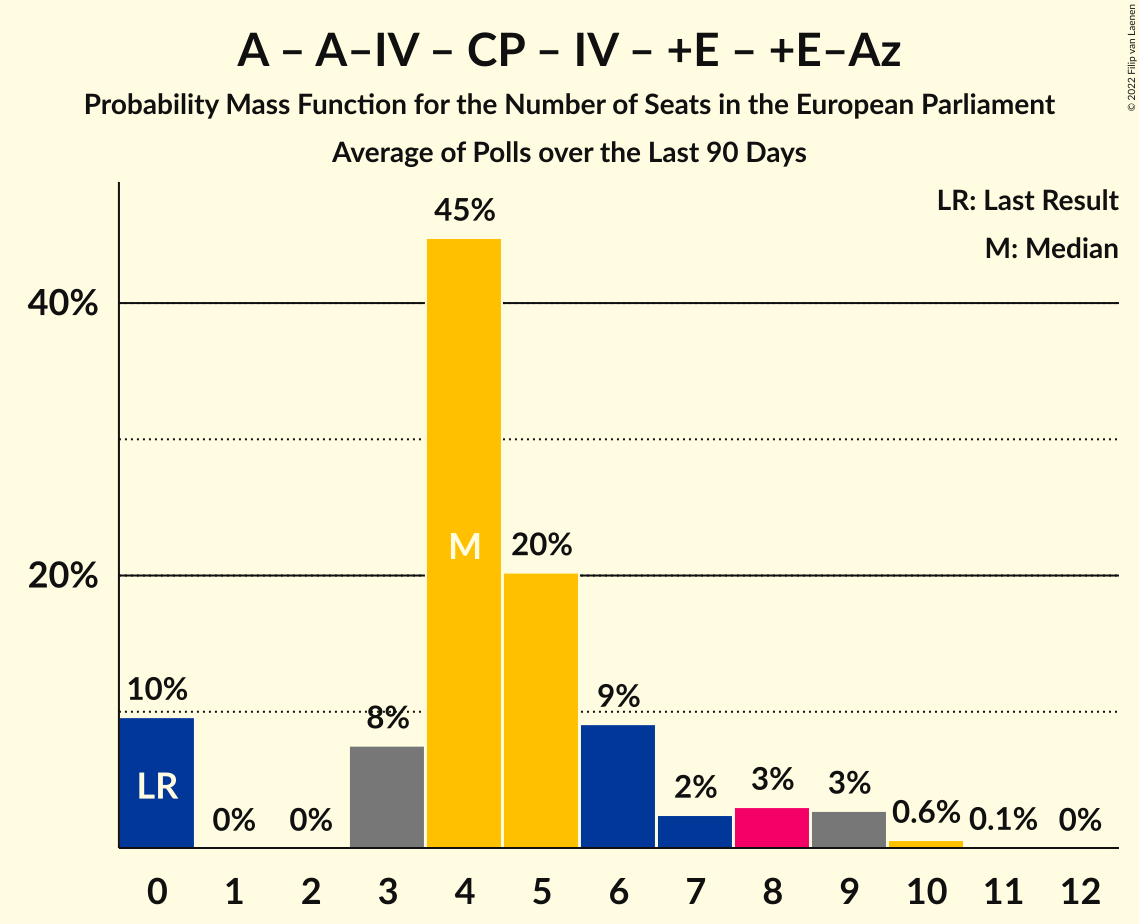 A – A–IV – CP – IV – +E – +E–Az
Probability Mass Function for the Number of Seats in the European Parliament
Average of Polls over the Last 90 Days
© 2022 Filip van Laenen
LR: Last Result
M: Median
40%
20%
10%
0%
0%
8%
45%
20%
9%
2%
3%
3%
0.6%
0.1%
0%
LR
M
0 1 2 3 4 5 6 7 8 9 10 11 12